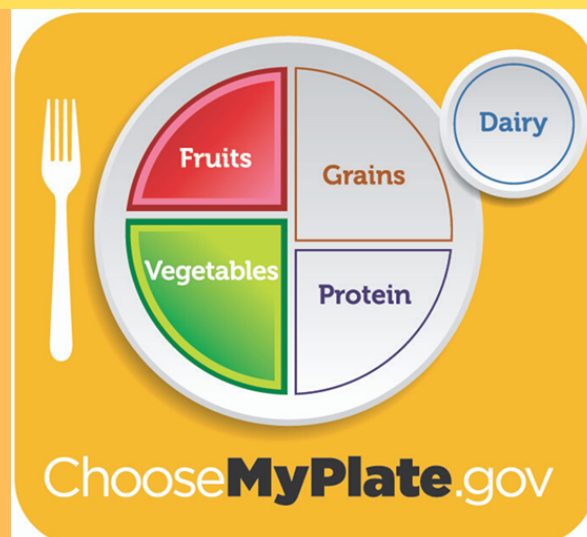 Fruits
Grains
Dairy
Vegetables
Protein
ChooseMyPlate.gov